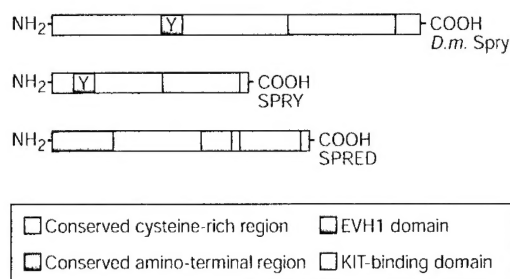 NH2 Y COOH
D.m. Spry
NH2 Y COOH
SPRY
NH2 COOH
SPRED
Conserved cysteine-rich region EVH1 domain
Conserved amino-terminal region KIT-binding domain